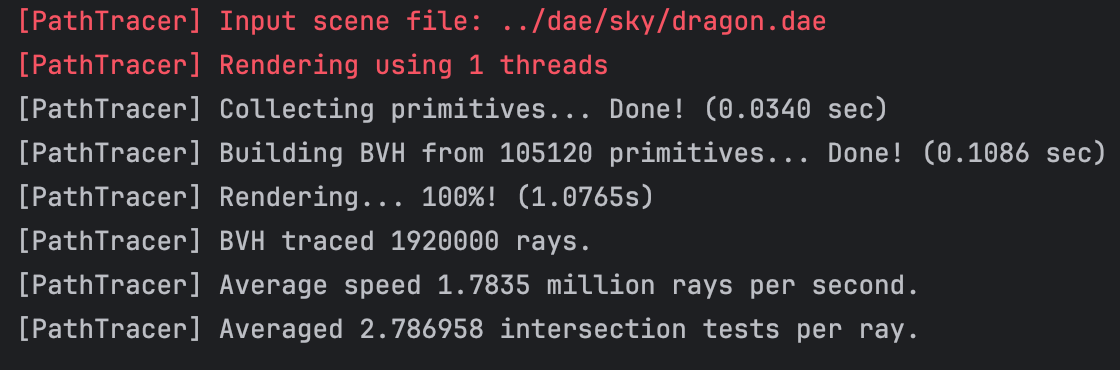 [PathTracer] Input scene file: ../dae/sky/dragon.dae
[PathTracer] Rendering using 1 threads
[PathTracer] Collecting primitives... Done! (0.0340 sec)
[PathTracer] Building BVH from 105120 primitives... Done! (0.1086 sec)
[PathTracer] Rendering... 100%! (1.0765s)
[PathTracer] BVH traced 1920000 rays.
[PathTracer] Average speed 1.7835 million rays per second.
[PathTracer] Averaged 2.786958 intersection tests per ray.